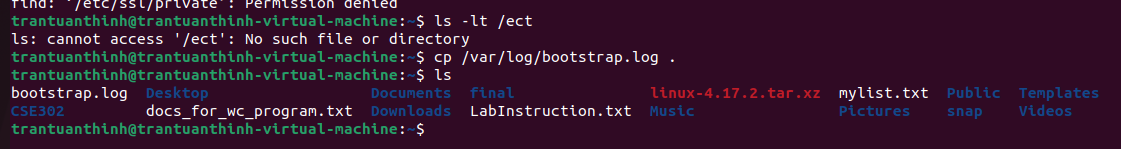 find: '/etc/ssl/private': Permission denied
trantuanthinh@trantuanthinh-virtual-machine:~$ ls -lt /ect
ls: cannot access '/ect': No such file or directory
trantuanthinh@trantuanthinh-virtual-machine:~$ cp /var/log/bootstrap.log .
trantuanthinh@trantuanthinh-virtual-machine:~$ ls
bootstrap.log Desktop Documents final linux-4.17.2.tar.xz mylist.txt Public Templates
CSE302 docs_for_wc_program.txt Downloads LabInstruction.txt Music Pictures snap Videos
trantuanthinh@trantuanthinh-virtual-machine:~$